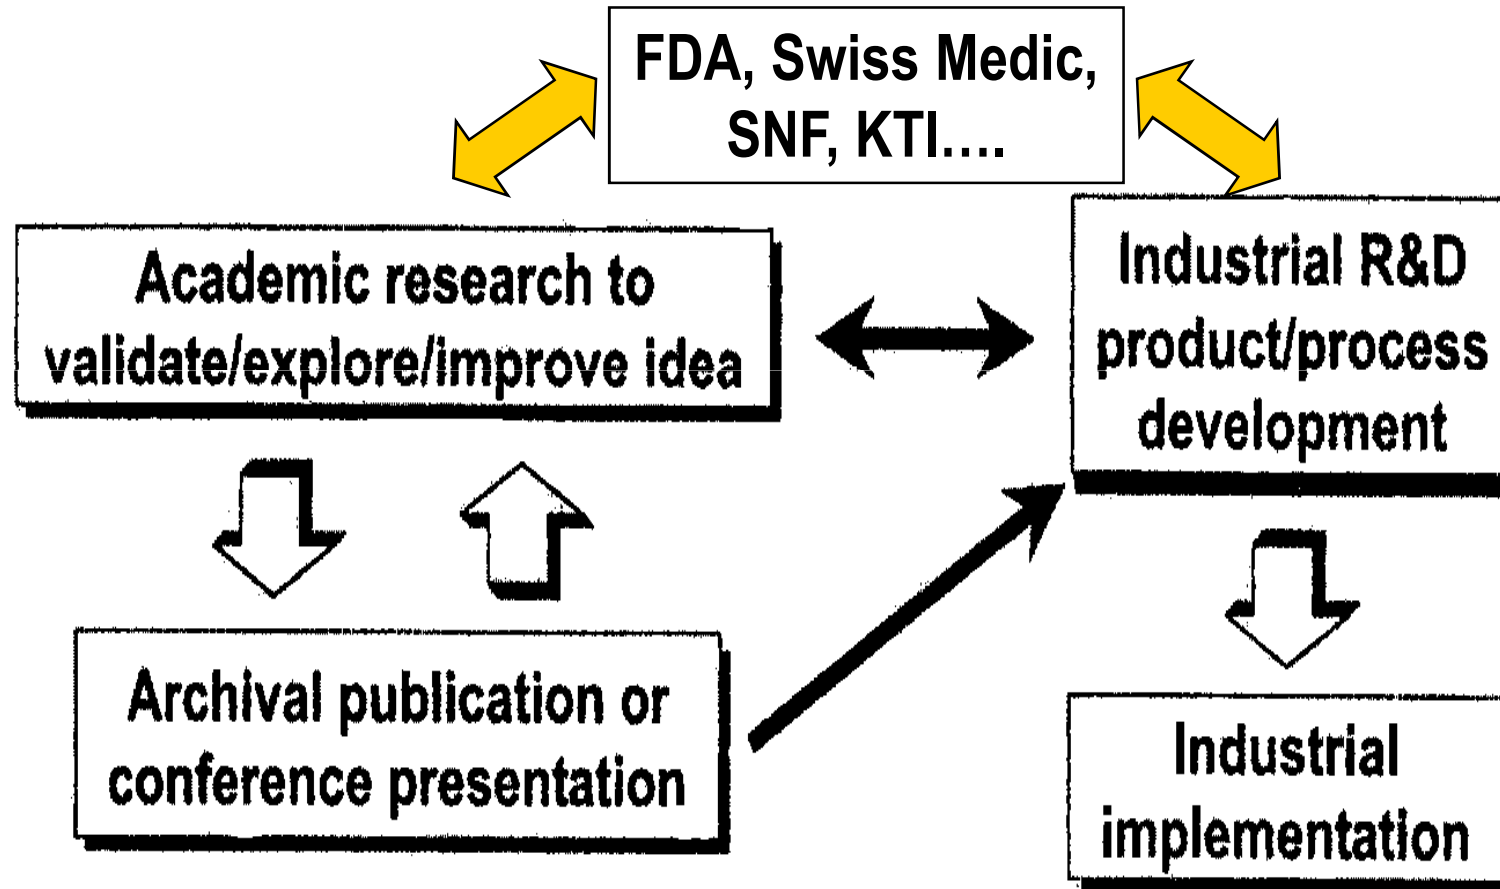 FDA, Swiss Medic,
SNF, KTI....
Academic research to
validate/explore/improve idea
Industrial R&D
product/process
development
Archival publication or
conference presentation
Industrial
implementation